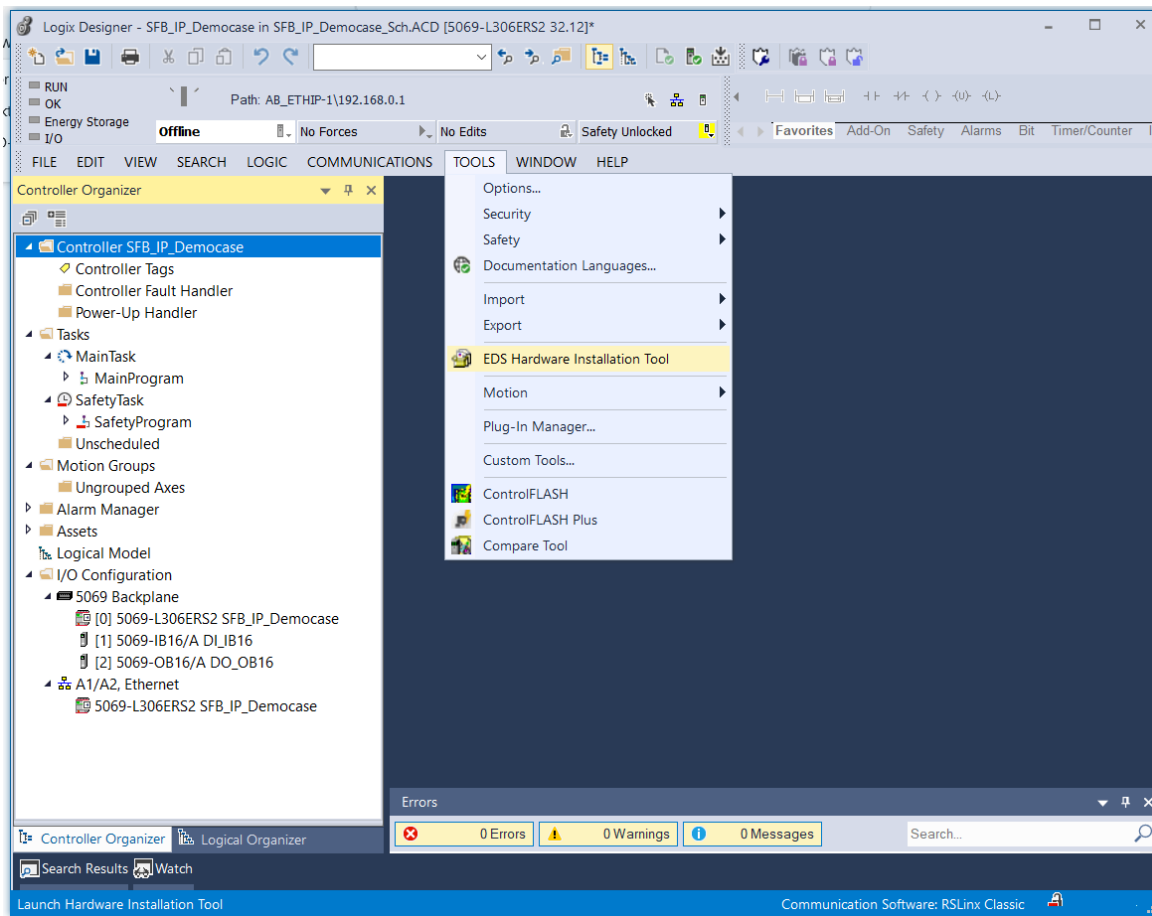 Logix Designer - SFB_IP_Democase in SFB_IP_Democase_Sch.ACD [5069-L306ERS2 32.12]*
RUN
OK
Energy Storage
I/O
Path: AB_ETHIP-1\192.168.0.1
Offline
No Forces
No Edits
Safety Unlocked
Favorites Add-On Safety Alarms Bit Timer/Counter
FILE EDIT VIEW SEARCH LOGIC COMMUNICATIONS TOOLS WINDOW HELP
Controller Organizer
Controller SFB_IP_Democase
Controller Tags
Controller Fault Handler
Power-Up Handler
Tasks
MainTask
MainProgram
SafetyTask
SafetyProgram
Unscheduled
Motion Groups
Ungrouped Axes
Alarm Manager
Assets
Logical Model
I/O Configuration
5069 Backplane
[0] 5069-L306ERS2 SFB_IP_Democase
[1] 5069-IB16/A DI_IB16
[2] 5069-OB16/A DO_OB16
A1/A2, Ethernet
5069-L306ERS2 SFB_IP_Democase
Options...
Security
Safety
Documentation Languages...
Import
Export
EDS Hardware Installation Tool
Motion
Plug-In Manager...
Custom Tools...
ControlFLASH
ControlFLASH Plus
Compare Tool
Errors
0 Errors
0 Warnings
0 Messages
Search...
Controller Organizer
Logical Organizer
Search Results
Watch
Launch Hardware Installation Tool
Communication Software: RSLinx Classic